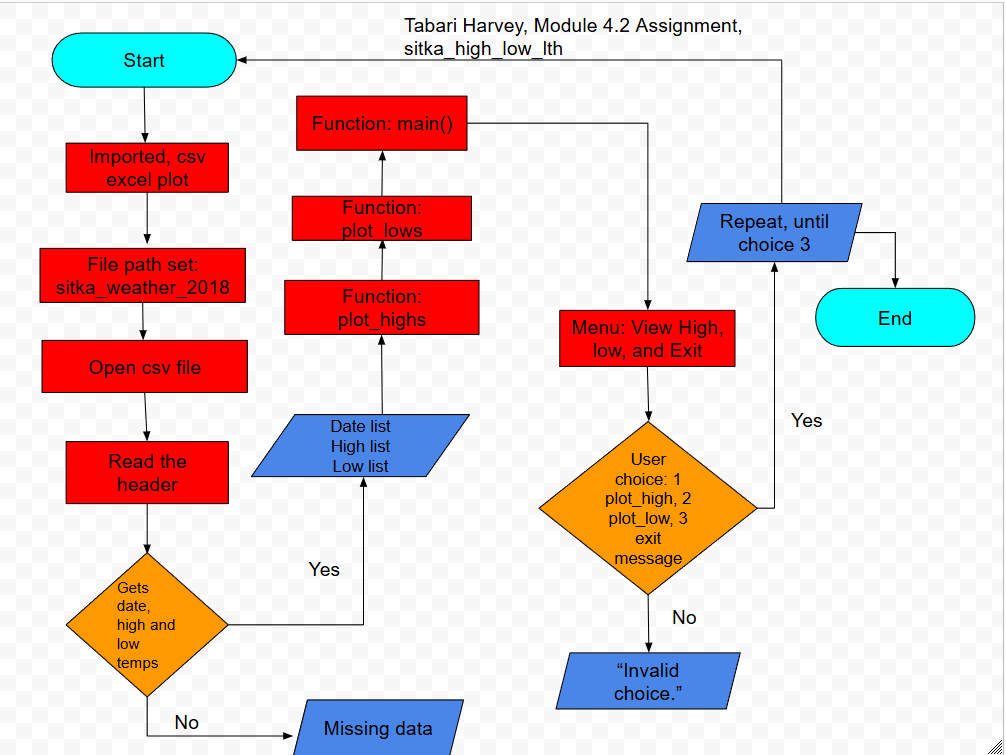 Tabari Harvey, Module 4.2 Assignment,
sitka_high_low_lth
Start
Imported, csv
excel plot
File path set:
sitka_weather_2018
Open csv file
Read the
header
Gets
date,
high and
low
temps
No
Missing data
Yes
Date list
High list
Low list
Function:
plot_highs
Function:
plot_lows
Function: main()
Menu: View High,
low, and Exit
User
choice: 1
plot_high, 2
plot_low, 3
exit
message
No
“Invalid
choice.”
Yes
Repeat, until
choice 3
End